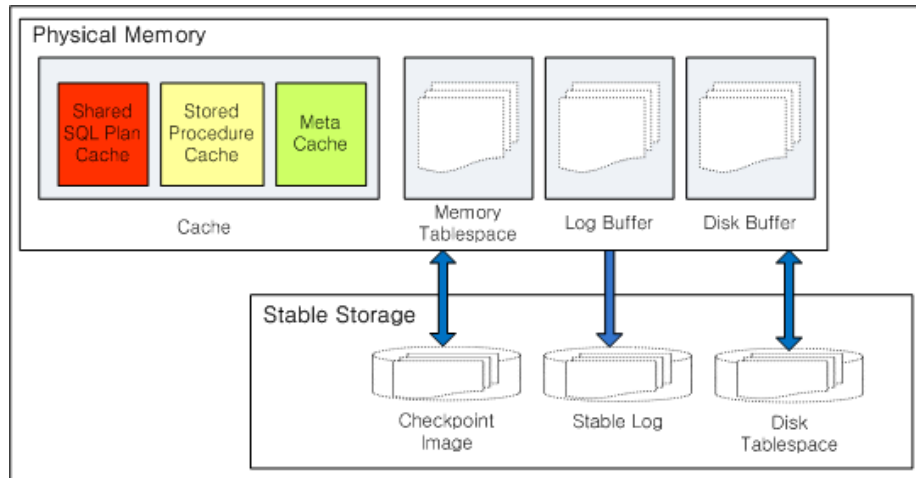 Physical Memory
Shared
SQL Plan
Cache
Stored
Procedure
Cache
Meta
Cache
Cache
Memory
Tablespace
Log Buffer
Disk Buffer
Stable Storage
Checkpoint
Image
Stable Log
Disk
Tablespace